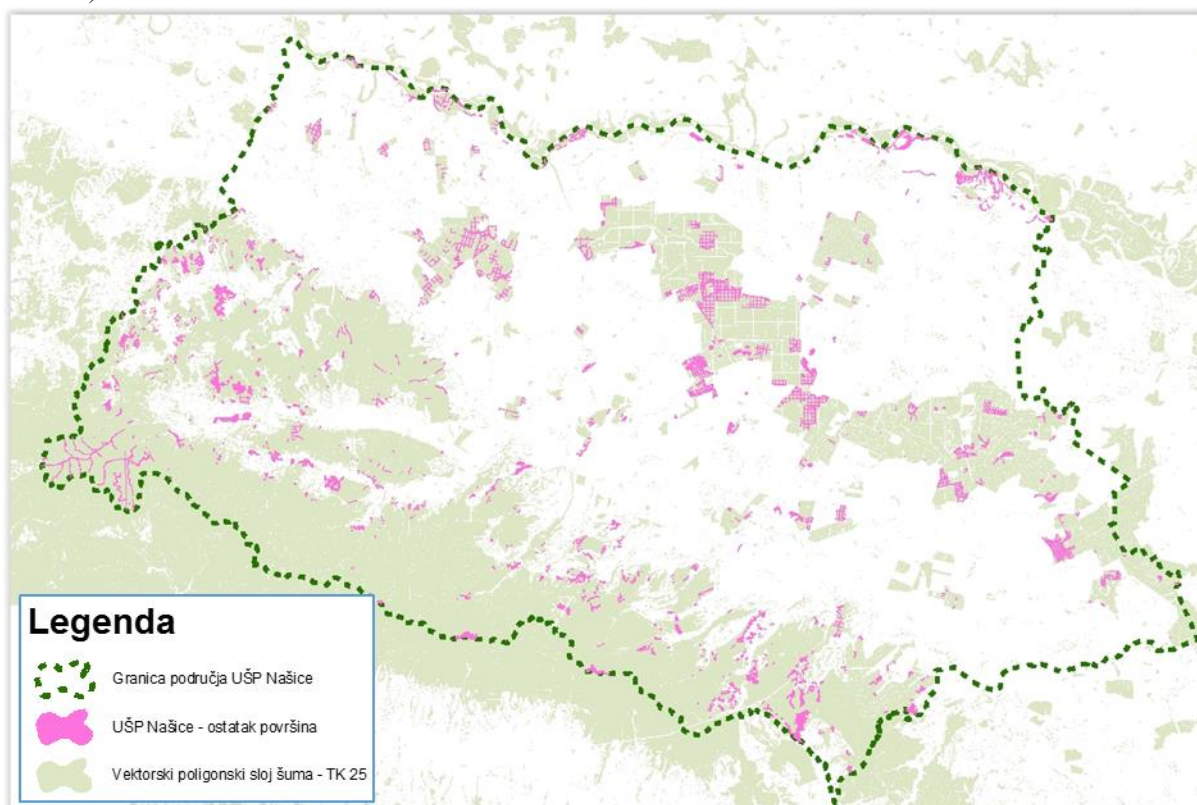 Legenda
Granica područja UŠP Našice
UŠP Našice - ostatak površina
Vektorski poligonski sloj šuma - TK 25